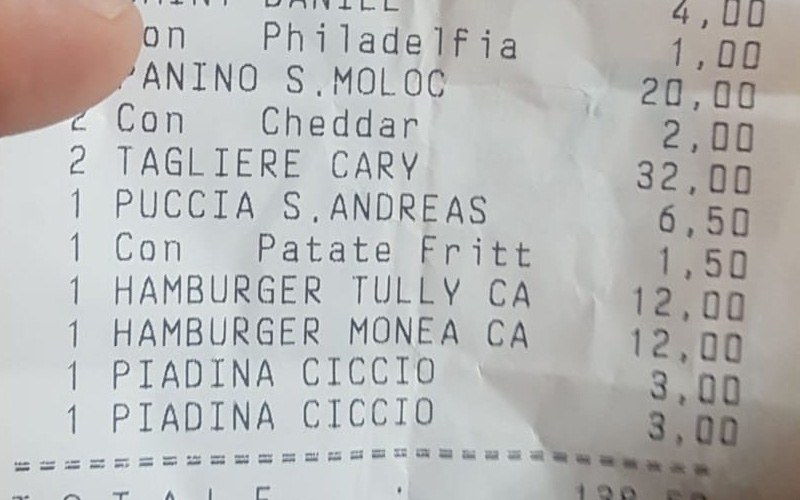 DANIEL 4,00
on Philadelfia 1,00
PANINO S.MOLOC 20,00
2 Con Cheddar 2,00
2 TAGLIERE CARY 32,00
1 PUCCIA S.ANDREAS 6,50
1 Con Patate Fritt 1,50
1 HAMBURGER TULLY CA 12,00
1 HAMBURGER MONEA CA 12,00
1 PIADINA CICCIO 3,00
1 PIADINA CICCIO 3,00
T A L E :